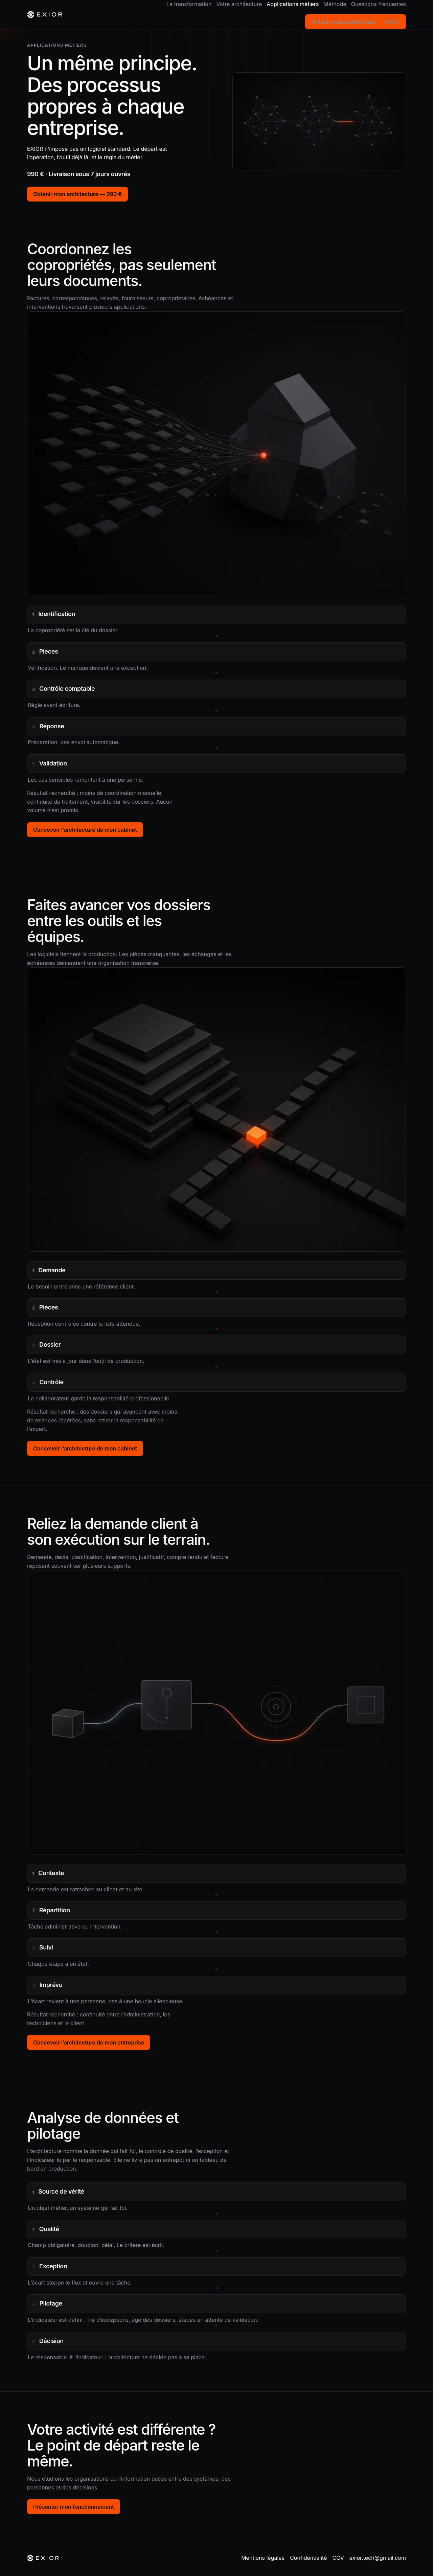 EXIOR
La transformation Votre architecture Applications métiers Méthode Questions fréquentes
Obtenir mon architecture — 990 €
APPLICATIONS MÉTIERS
Un même principe.
Des processus
propres à chaque
entreprise.
EXIOR n'impose pas un logiciel standard. Le départ est
l'opération, l'outil déjà là, et la règle du métier.
990 € · Livraison sous 7 jours ouvrés
Obtenir mon architecture — 990 €
Coordonnez les
copropriétés, pas seulement
leurs documents.
Factures, correspondances, relevés, fournisseurs, copropriétaires, échéances et
interventions traversent plusieurs applications.
1 Identification
La copropriété est la clé du dossier.
2 Pièces
Vérification. Le manque devient une exception.
3 Contrôle comptable
Règle avant écriture.
4 Réponse
Préparation, pas envoi automatique.
5 Validation
Les cas sensibles remontent à une personne.
Résultat recherché : moins de coordination manuelle,
continuité de traitement, visibilité sur les dossiers. Aucun
volume n'est promis.
Concevoir l'architecture de mon cabinet
Faites avancer vos dossiers
entre les outils et les
équipes.
Les logiciels tiennent la production. Les pièces manquantes, les échanges et les
échéances demandent une organisation transverse.
1 Demande
Le besoin entre avec une référence client.
2 Pièces
Réception contrôlée contre la liste attendue.
3 Dossier
L'état est mis à jour dans l'outil de production.
4 Contrôle
Le collaborateur garde la responsabilité professionnelle.
Résultat recherché : des dossiers qui avancent avec moins
de relances répétées, sans retirer la responsabilité de
l'expert.
Concevoir l'architecture de mon cabinet
Reliez la demande client à
son exécution sur le terrain.
Demande, devis, planification, intervention, justificatif, compte rendu et facture
reposent souvent sur plusieurs supports.
1 Contexte
La demande est rattachée au client et au site.
2 Répartition
Tâche administrative ou intervention.
3 Suivi
Chaque étape a un état.
4 Imprévu
L'écart revient à une personne, pas à une boucle silencieuse.
Résultat recherché : continuité entre l'administration, les
techniciens et le client.
Concevoir l'architecture de mon entreprise
Analyse de données et
pilotage
L'architecture nomme la donnée qui fait foi, le contrôle de qualité, l'exception et
l'indicateur lu par le responsable. Elle ne livre pas un entrepôt ni un tableau de
bord en production.
1 Source de vérité
Un objet métier, un système qui fait foi.
2 Qualité
Champ obligatoire, doublon, délai. Le critère est écrit.
3 Exception
L'écart stoppe le flux et ouvre une tâche.
4 Pilotage
L'indicateur est défini : file d'exceptions, âge des dossiers, étapes en attente de validation.
5 Décision
Le responsable lit l'indicateur. L'architecture ne décide pas à sa place.
Votre activité est différente ?
Le point de départ reste le
même.
Nous étudions les organisations où l'information passe entre des systèmes, des
personnes et des décisions.
Présenter mon fonctionnement
EXIOR
Mentions légales Confidentialité CGV exior.tech@gmail.com